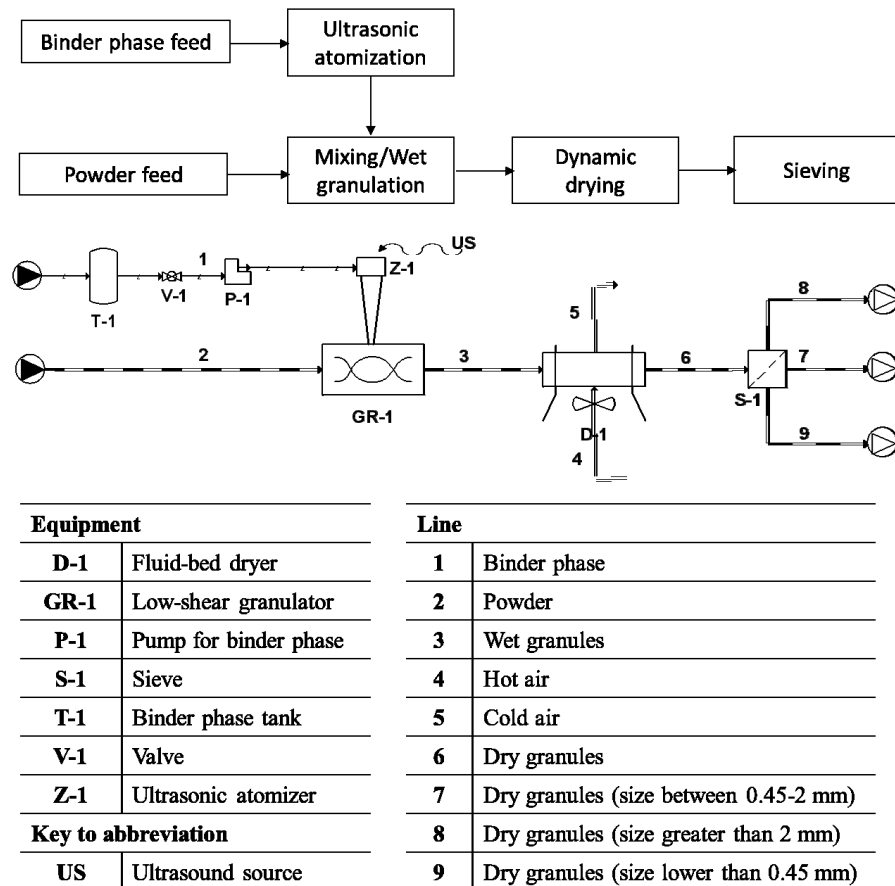 Binder phase feed
Ultrasonic
atomization
Powder feed
Mixing/Wet
granulation
Dynamic
drying
Sieving
US
1
Z-1
V-1
P-1
T-1
2
GR-1
3
5
D-1
4
6
S-1
8
7
9
Equipment
D-1 Fluid-bed dryer
GR-1 Low-shear granulator
P-1 Pump for binder phase
S-1 Sieve
T-1 Binder phase tank
V-1 Valve
Z-1 Ultrasonic atomizer
Key to abbreviation
US Ultrasound source
Line
1 Binder phase
2 Powder
3 Wet granules
4 Hot air
5 Cold air
6 Dry granules
7 Dry granules (size between 0.45-2 mm)
8 Dry granules (size greater than 2 mm)
9 Dry granules (size lower than 0.45 mm)